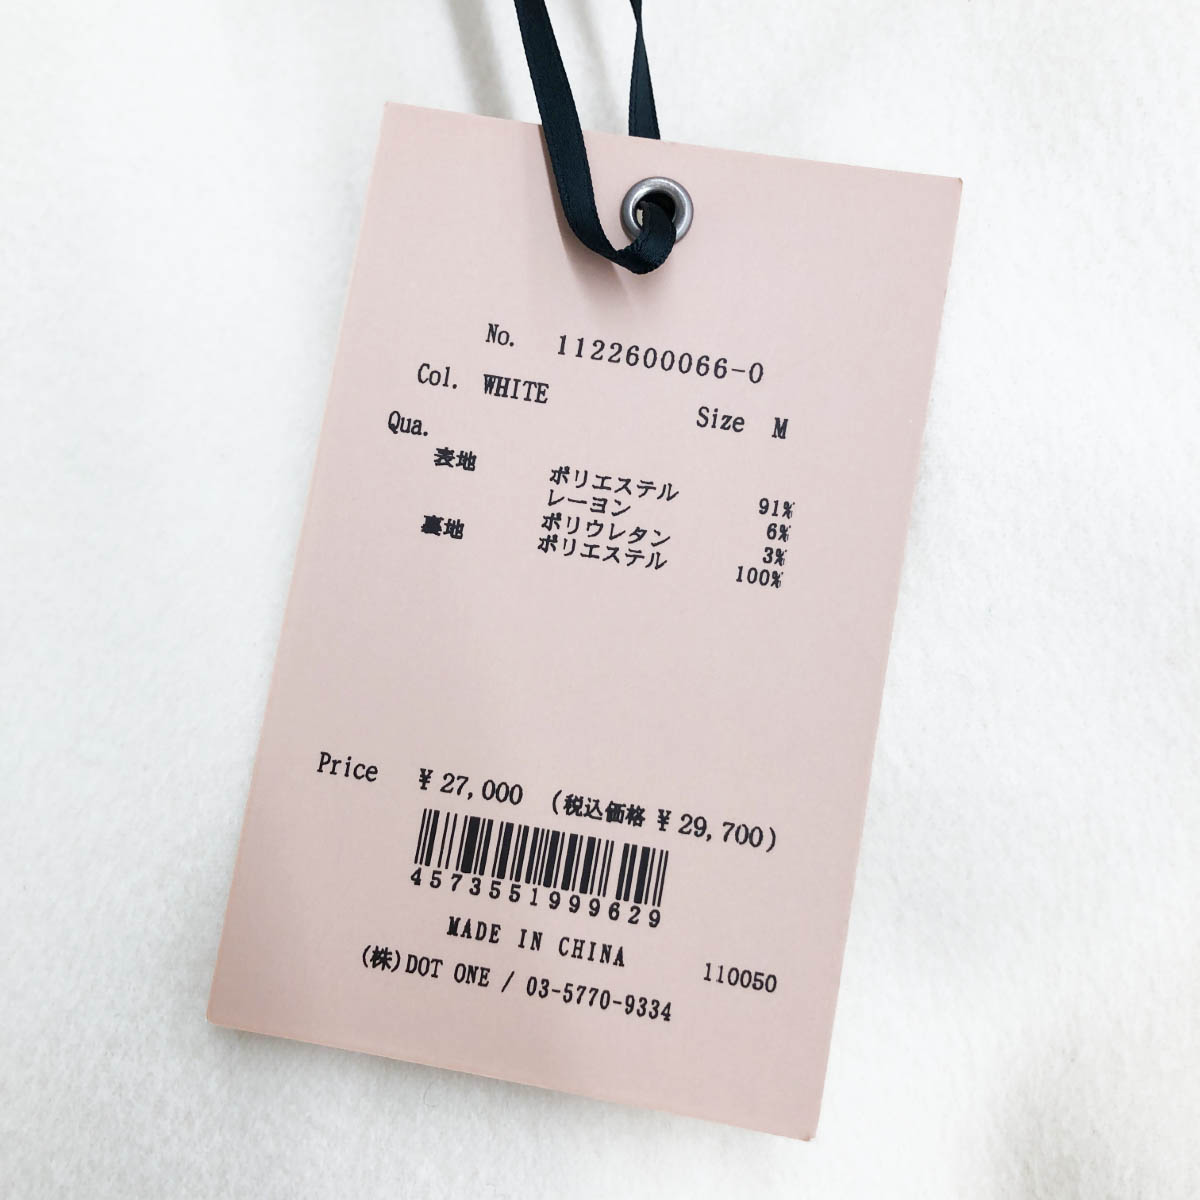 No. 1122600066-0
Col. WHITE Size M
Qua.
表地 ポリエステル 91%
レーヨン 6%
ポリウレタン 3%
裏地 ポリエステル 100%
Price ¥27,000 (税込価格 ¥29,700)
4573551999629
MADE IN CHINA 110050
(株)DOT ONE / 03-5770-9334